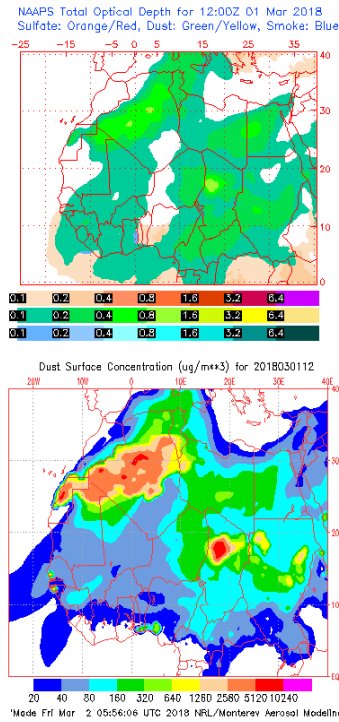 NAAPS Total Optical Depth for 12:00Z 01 Mar 2018
Sulfate: Orange/Red, Dust: Green/Yellow, Smoke: Blue
-25 -15 -5 5 15 25 35
40
30
20
10
0
0.1 0.2 0.4 0.8 1.6 3.2 6.4
0.1 0.2 0.4 0.8 1.6 3.2 6.4
0.1 0.2 0.4 0.8 1.6 3.2 6.4
Dust Surface Concentration (ug/m**3) for 2018030112
20W 10W 0 10E 20E 30E 40E
40
30
20
10
EQ
20 40 80 160 320 640 1280 2560 5120 10240
'Made Fri Mar 2 05:56:06 UTC 2018 NRL/Monterey Aerosol Modeling